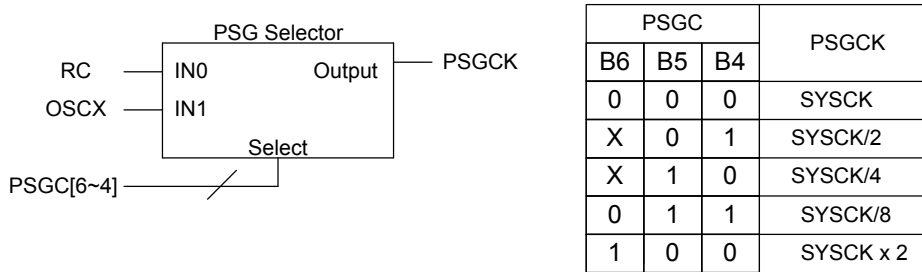 PSG Selector
RC
IN0
Output
PSGCK
OSCX
IN1
Select
PSGC[6~4]
PSGC PSGCK
B6 B5 B4
0 0 0 SYSCK
X 0 1 SYSCK/2
X 1 0 SYSCK/4
0 1 1 SYSCK/8
1 0 0 SYSCK x 2